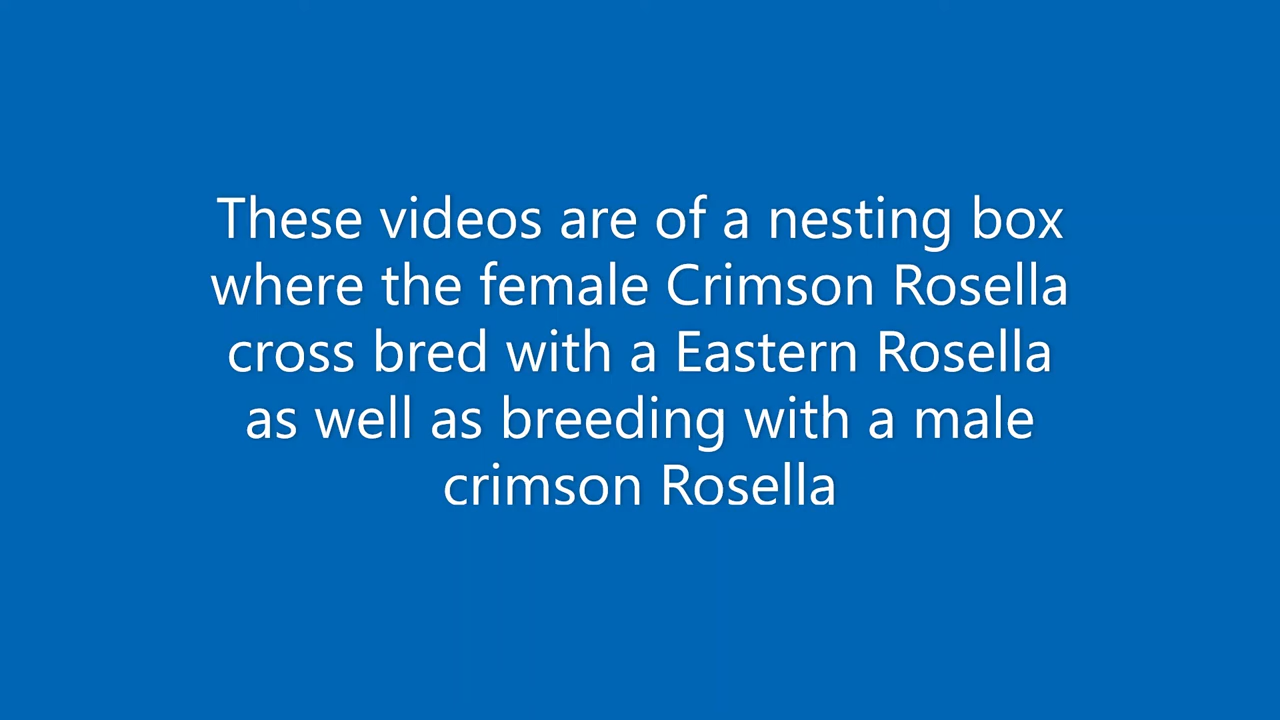 These videos are of a nesting box
where the female Crimson Rosella
cross bred with a Eastern Rosella
as well as breeding with a male
crimson Rosella